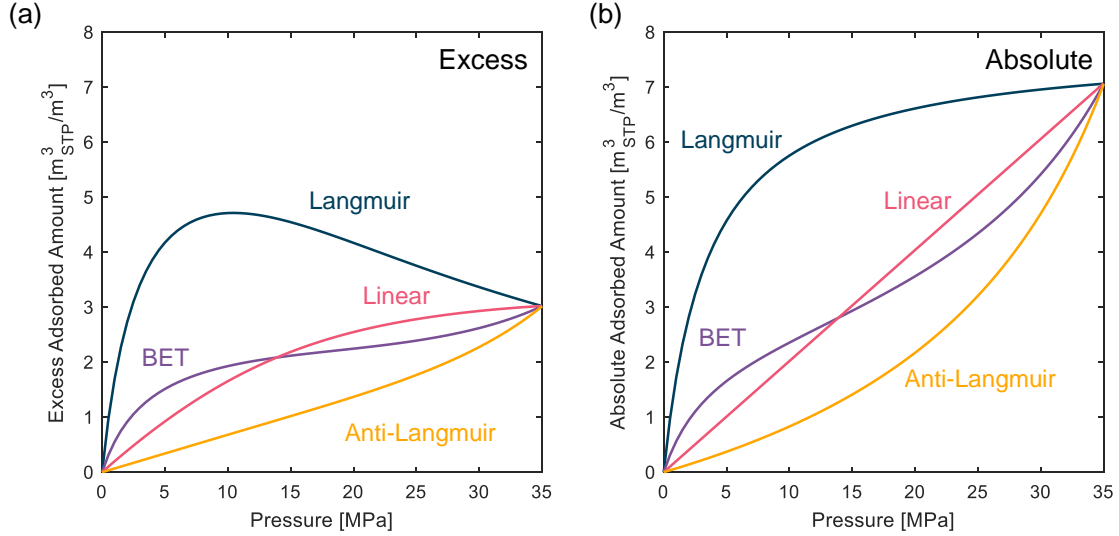 (a)
Excess
Excess Adsorbed Amount [m³STP/m³]
8
7
6
5
4
3
2
1
0
Langmuir
Linear
BET
Anti-Langmuir
0 5 10 15 20 25 30 35
Pressure [MPa]
(b)
Absolute
Absolute Adsorbed Amount [m³STP/m³]
8
7
6
5
4
3
2
1
0
Langmuir
Linear
BET
Anti-Langmuir
0 5 10 15 20 25 30 35
Pressure [MPa]